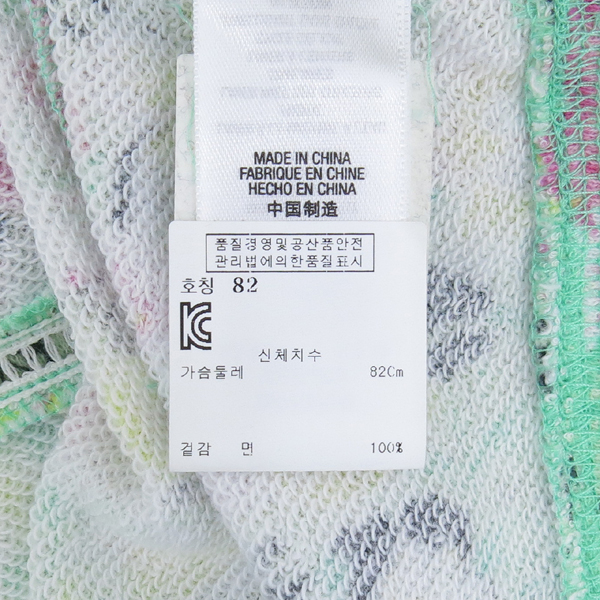 MADE IN CHINA
FABRIQUE EN CHINE
HECHO EN CHINA
中国制造
품질경영및공산품안전
관리법에의한품질표시
호칭 82
KC
신체치수
가슴둘레 82Cm
겉감 면 100%